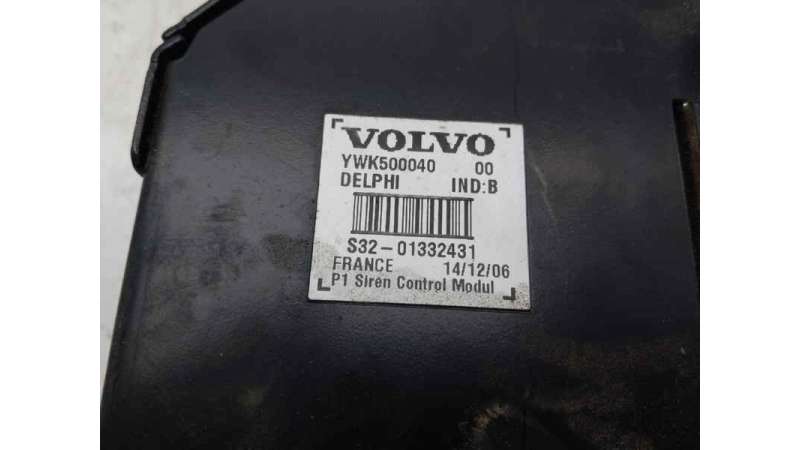 VOLVO
YWK500040 00
DELPHI IND:B
S32-01332431
FRANCE 14/12/06
P1 Siren Control Modul